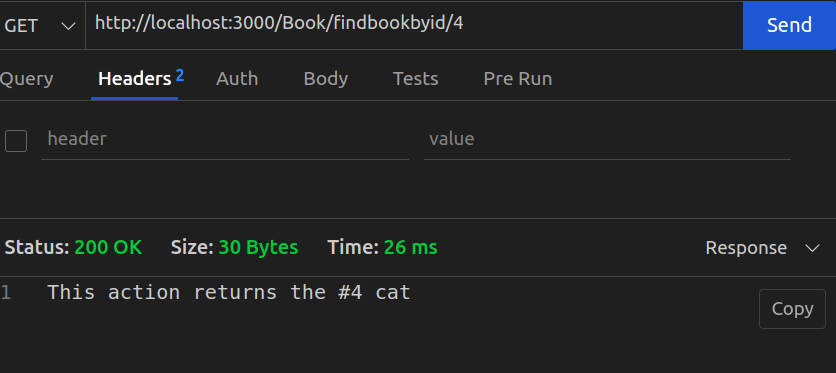 GET http://localhost:3000/Book/findbookbyid/4 Send
Query Headers 2 Auth Body Tests Pre Run
header value
Status: 200 OK Size: 30 Bytes Time: 26 ms Response
1 This action returns the #4 cat
Copy